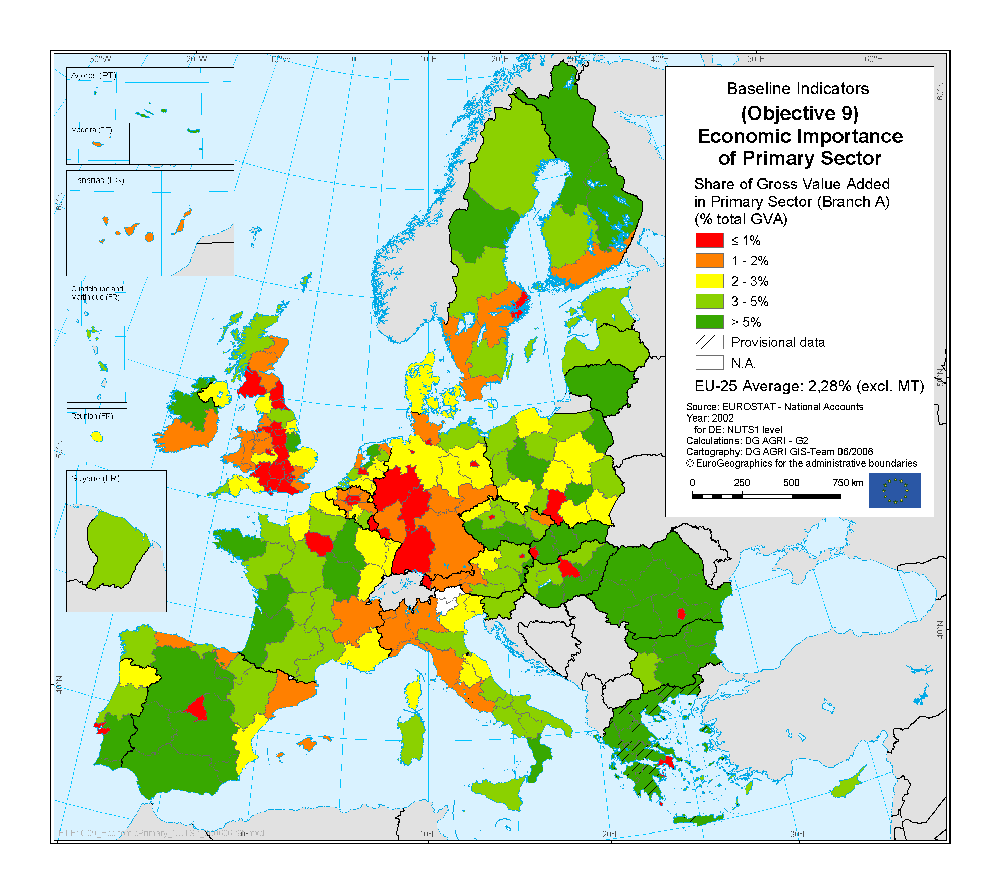 30°W 20°W 10°W 0° 10°E 20°E 30°E 40°E 50°E 60°E
Açores (PT)
Madeira (PT)
Canarias (ES)
Guadeloupe and
Martinique (FR)
Réunion (FR)
Guyane (FR)
60°N
50°N
40°N
Baseline Indicators
(Objective 9)
Economic Importance
of Primary Sector
Share of Gross Value Added
in Primary Sector (Branch A)
(% total GVA)
≤ 1%
1 - 2%
2 - 3%
3 - 5%
> 5%
Provisional data
N.A.
EU-25 Average: 2,28% (excl. MT)
Source: EUROSTAT - National Accounts
Year: 2002
for DE: NUTS1 level
Calculations: DG AGRI - G2
Cartography: DG AGRI GIS-Team 06/2006
© EuroGeographics for the administrative boundaries
0 250 500 750 km
60°N
50°N
40°N
0° 10°E 20°E 30°E